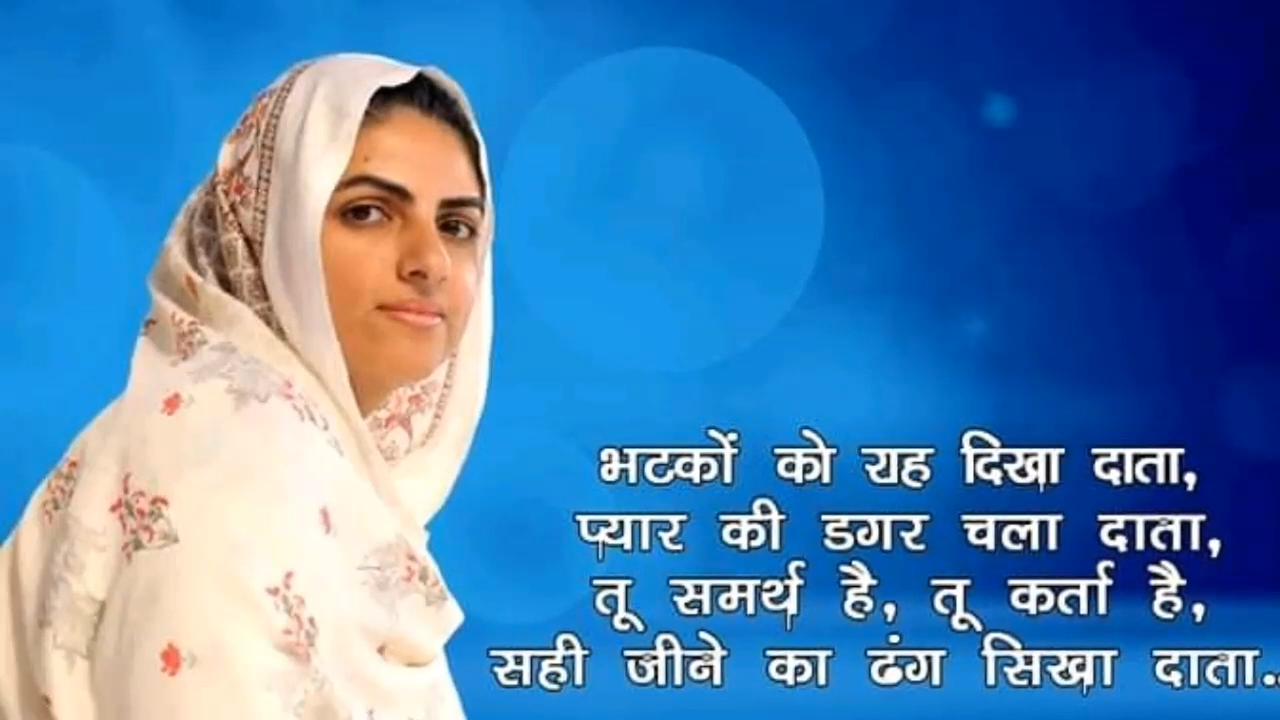 भटकों को राह दिखा दाता,
प्यार की डगर चला दाता,
तू समर्थ है, तू कर्ता है,
सही जीने का ढंग सिखा दाता..